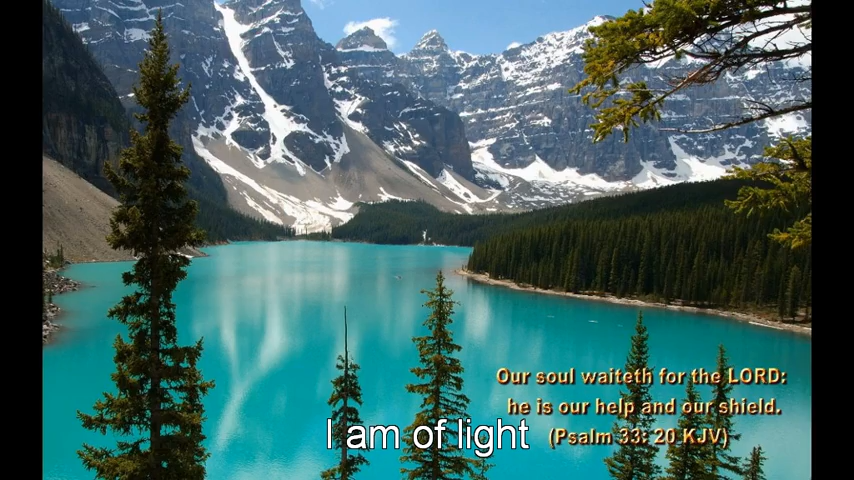 Our soul waiteth for the LORD:
he is our help and our shield.
(Psalm 33: 20 KJV)
I am of light